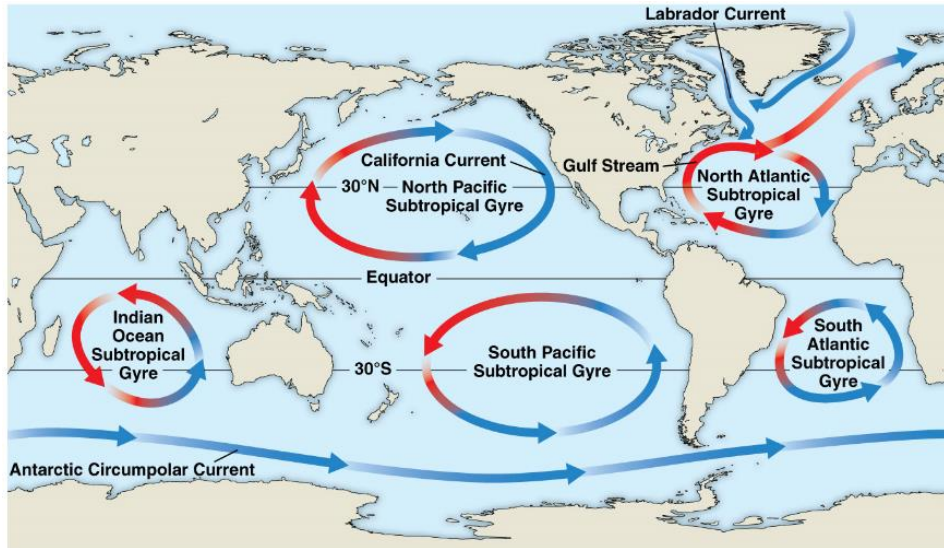 Labrador Current
California Current
Gulf Stream
30°N
North Pacific
Subtropical Gyre
North Atlantic
Subtropical
Gyre
Equator
Indian
Ocean
Subtropical
Gyre
30°S
South Pacific
Subtropical Gyre
South
Atlantic
Subtropical
Gyre
Antarctic Circumpolar Current